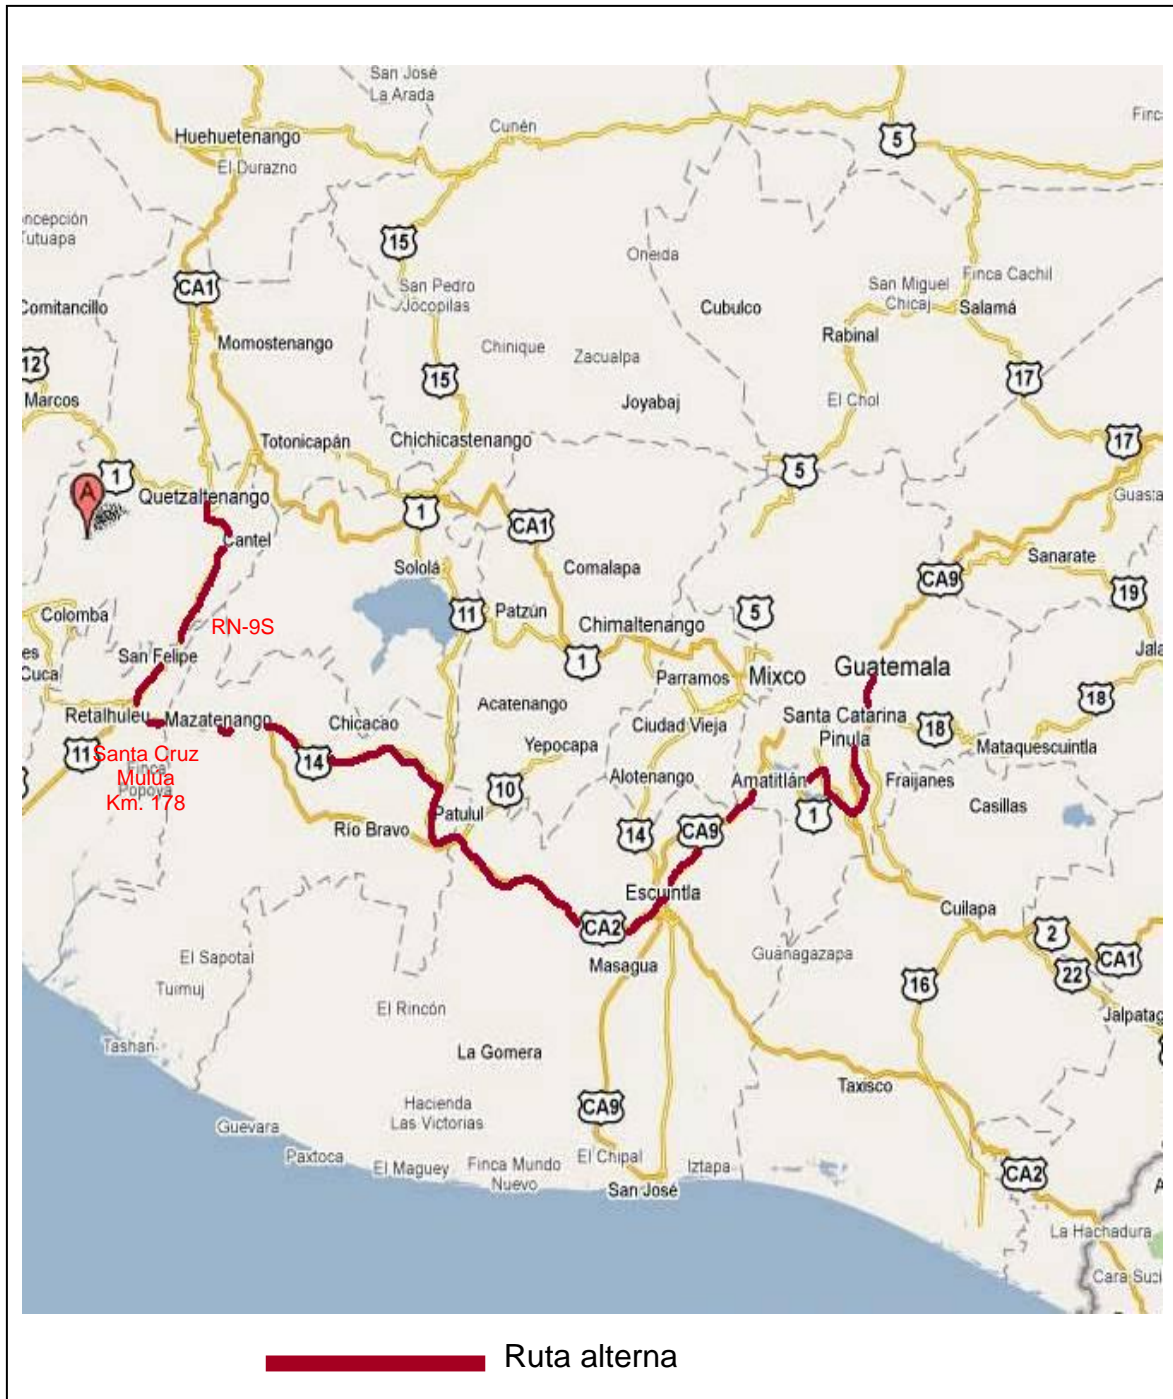 San José
La Arada
Cunén
Huehuetenango
El Durazno
5
Finca
ncepción
utuapa
15
Oneida
San Pedro
Jocopilas
San Miguel
Chicaj
Finca Cachil
CA1
Comitancillo
Cubulco
Salamá
Momostenango
Chinique
Zacualpa
Rabinal
12
15
17
Marcos
Joyabaj
El Chol
Totonicapán
Chichicastenango
17
1
A
Quetzaltenango
5
Guasta
1
CA1
Cantel
Sanarate
Sololá
Comalapa
CA9
19
Colomba
11
Patzún
5
RN-9S
Chimaltenango
es
Cuca
San Felipe
1
Parramos
Mixco
Guatemala
Jala
18
Retalhuleu
Mazatenango
Chicacao
Acatenango
Ciudad Vieja
Santa Catarina
Pinula
18
Mataquescuintla
11
Santa Cruz
Mulua
Km. 178
Finca
Popoya
14
Yepocapa
Alotenango
Amatitlán
Fraijanes
Casillas
10
Patulul
1
Río Bravo
14
CA9
Escuintla
Cuilapa
CA2
2
CA1
Masagua
Guanagazapa
22
16
El Sapotal
Tuimuj
El Rincón
Jalpatag
Tashan
La Gomera
Taxisco
Hacienda
Las Victorias
CA9
Guevara
Paxtoca
El Maguey
Finca Mundo
Nuevo
El Chipal
Iztapa
San José
CA2
A
La Hachadura
Cara Suci
Ruta alterna